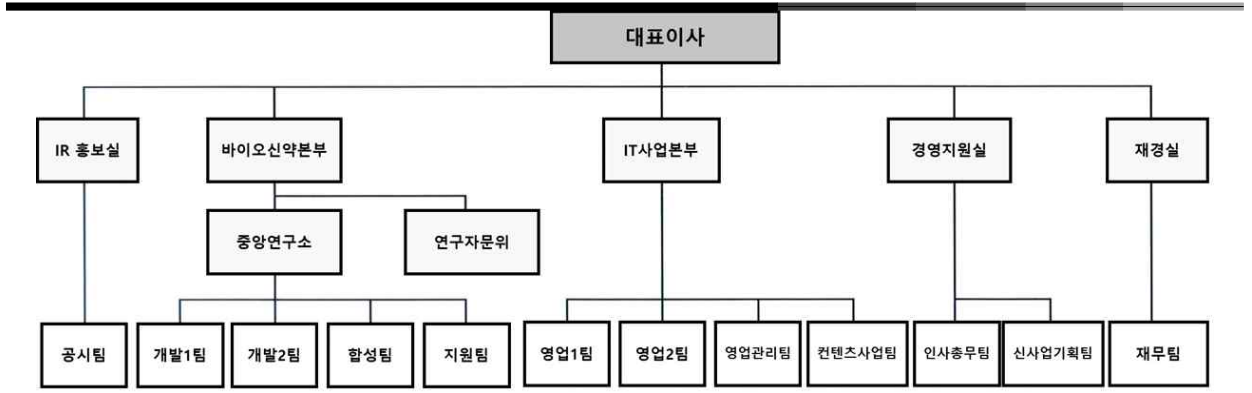 대표이사
IR 홍보실
바이오신약본부
IT사업본부
경영지원실
재경실
중앙연구소
연구자문위
공시팀
개발1팀
개발2팀
합성팀
지원팀
영업1팀
영업2팀
영업관리팀
컨텐츠사업팀
인사총무팀
신사업기획팀
재무팀